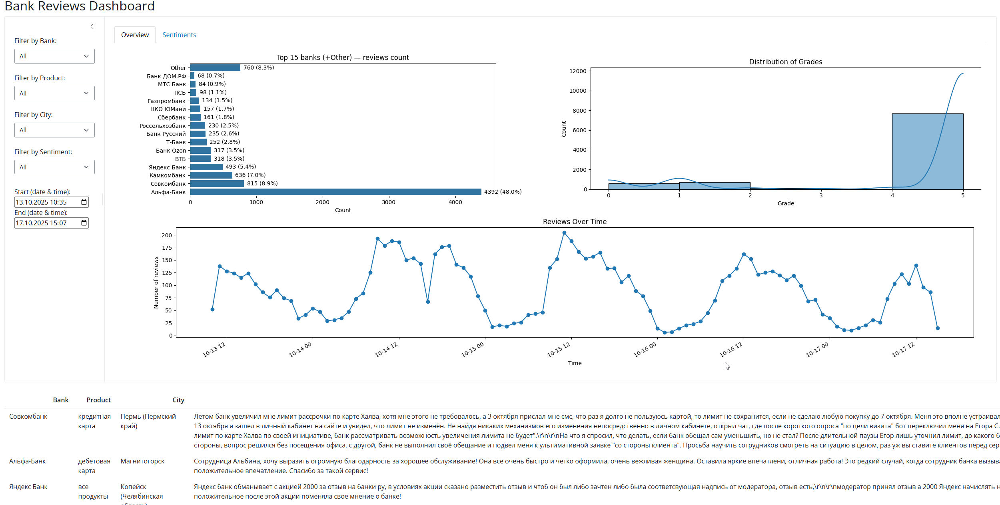 Bank Reviews Dashboard
Filter by Bank:
All
Filter by Product:
All
Filter by City:
All
Filter by Sentiment:
All
Start (date & time):
13.10.2025 10:35
End (date & time):
17.10.2025 15:07
Overview
Sentiments
Top 15 banks (+Other) — reviews count
Other 760 (8.3%)
Банк ДОМ.РФ 68 (0.7%)
МТС Банк 84 (0.9%)
ПСБ 98 (1.1%)
Газпромбанк 134 (1.5%)
НКО ЮМани 157 (1.7%)
Сбербанк 161 (1.8%)
Россельхозбанк 230 (2.5%)
Банк Русский 235 (2.6%)
Т-Банк 252 (2.8%)
Банк Ozon 317 (3.5%)
ВТБ 318 (3.5%)
Яндекс Банк 493 (5.4%)
Камкомбанк 636 (7.0%)
Совкомбанк 815 (8.9%)
Альфа-Банк 4392 (48.0%)
0 1000 2000 3000 4000
Count
Distribution of Grades
12000
10000
8000
6000
4000
2000
0
Count
0 1 2 3 4 5
Grade
Reviews Over Time
200
175
150
125
100
75
50
25
0
Number of reviews
10-13 12 10-14 00 10-14 12 10-15 00 10-15 12 10-16 00 10-16 12 10-17 00 10-17 12
Time
Bank Product City
Совкомбанк
кредитная
карта
Пермь (Пермский
край)
Летом банк увеличил мне лимит рассрочки по карте Халва, хотя мне этого не требовалось, а 3 октября прислал мне смс, что раз я долго не пользуюсь картой, то лимит не сохранится, если не сделаю любую покупку до 7 октября. Меня это вполне устраивал
13 октября я зашел в личный кабинет на сайте и увидел, что лимит не изменён. Не найдя никаких механизмов его изменения непосредственно в личном кабинете, открыл чат, где после короткого опроса "по цели визита" бот переключил меня на Егора С.
лимит по карте Халва по своей инициативе, банк рассматривать возможность увеличения лимита не будет".\r\n\r\nНа что я спросил, что делать, если банк обещал сам уменьшить, но не стал? После длительной паузы Егор лишь уточнил лимит, до какого б
стороны, вопрос решился без посещения офиса, с другой, банк не выполнил своё обещание и подвел меня к ультимативной заявке "со стороны клиента". Просьба научить сотрудников смотреть на ситуацию в целом, раз уж вы ставите клиентов перед сер
Альфа-Банк
дебетовая
карта
Магнитогорск
Сотрудница Альбина, хочу выразить огромную благодарность за хорошее обслуживание! Она все очень быстро и четко оформила, очень вежливая женщина. Оставила яркие впечатлени, отличная работа! Это редкий случай, когда сотрудник банка вызыва
положительное впечатление. Спасибо за такой сервис!
Яндекс Банк
все
продукты
Копейск
(Челябинская
Яндекс банк обманывает с акцией 2000 за отзыв на банки ру, в условиях акции сказано разместить отзыв и чтоб он был либо зачтен либо была соответсвующая надпись от модератора, отзыв есть,\r\n\r\nмодератор принял отзыв а 2000 Яндекс начислять н
положительное после этой акции поменяла свое мнение о банке!